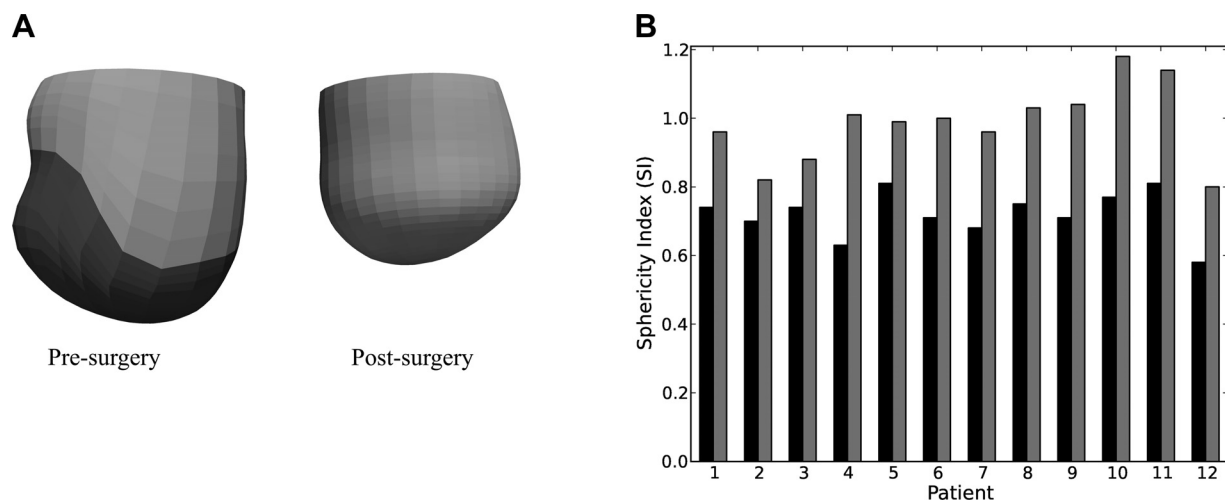 A
Pre-surgery
Post-surgery
B
Sphericity Index (SI)
1.2
1.0
0.8
0.6
0.4
0.2
0.0
1 2 3 4 5 6 7 8 9 10 11 12
Patient